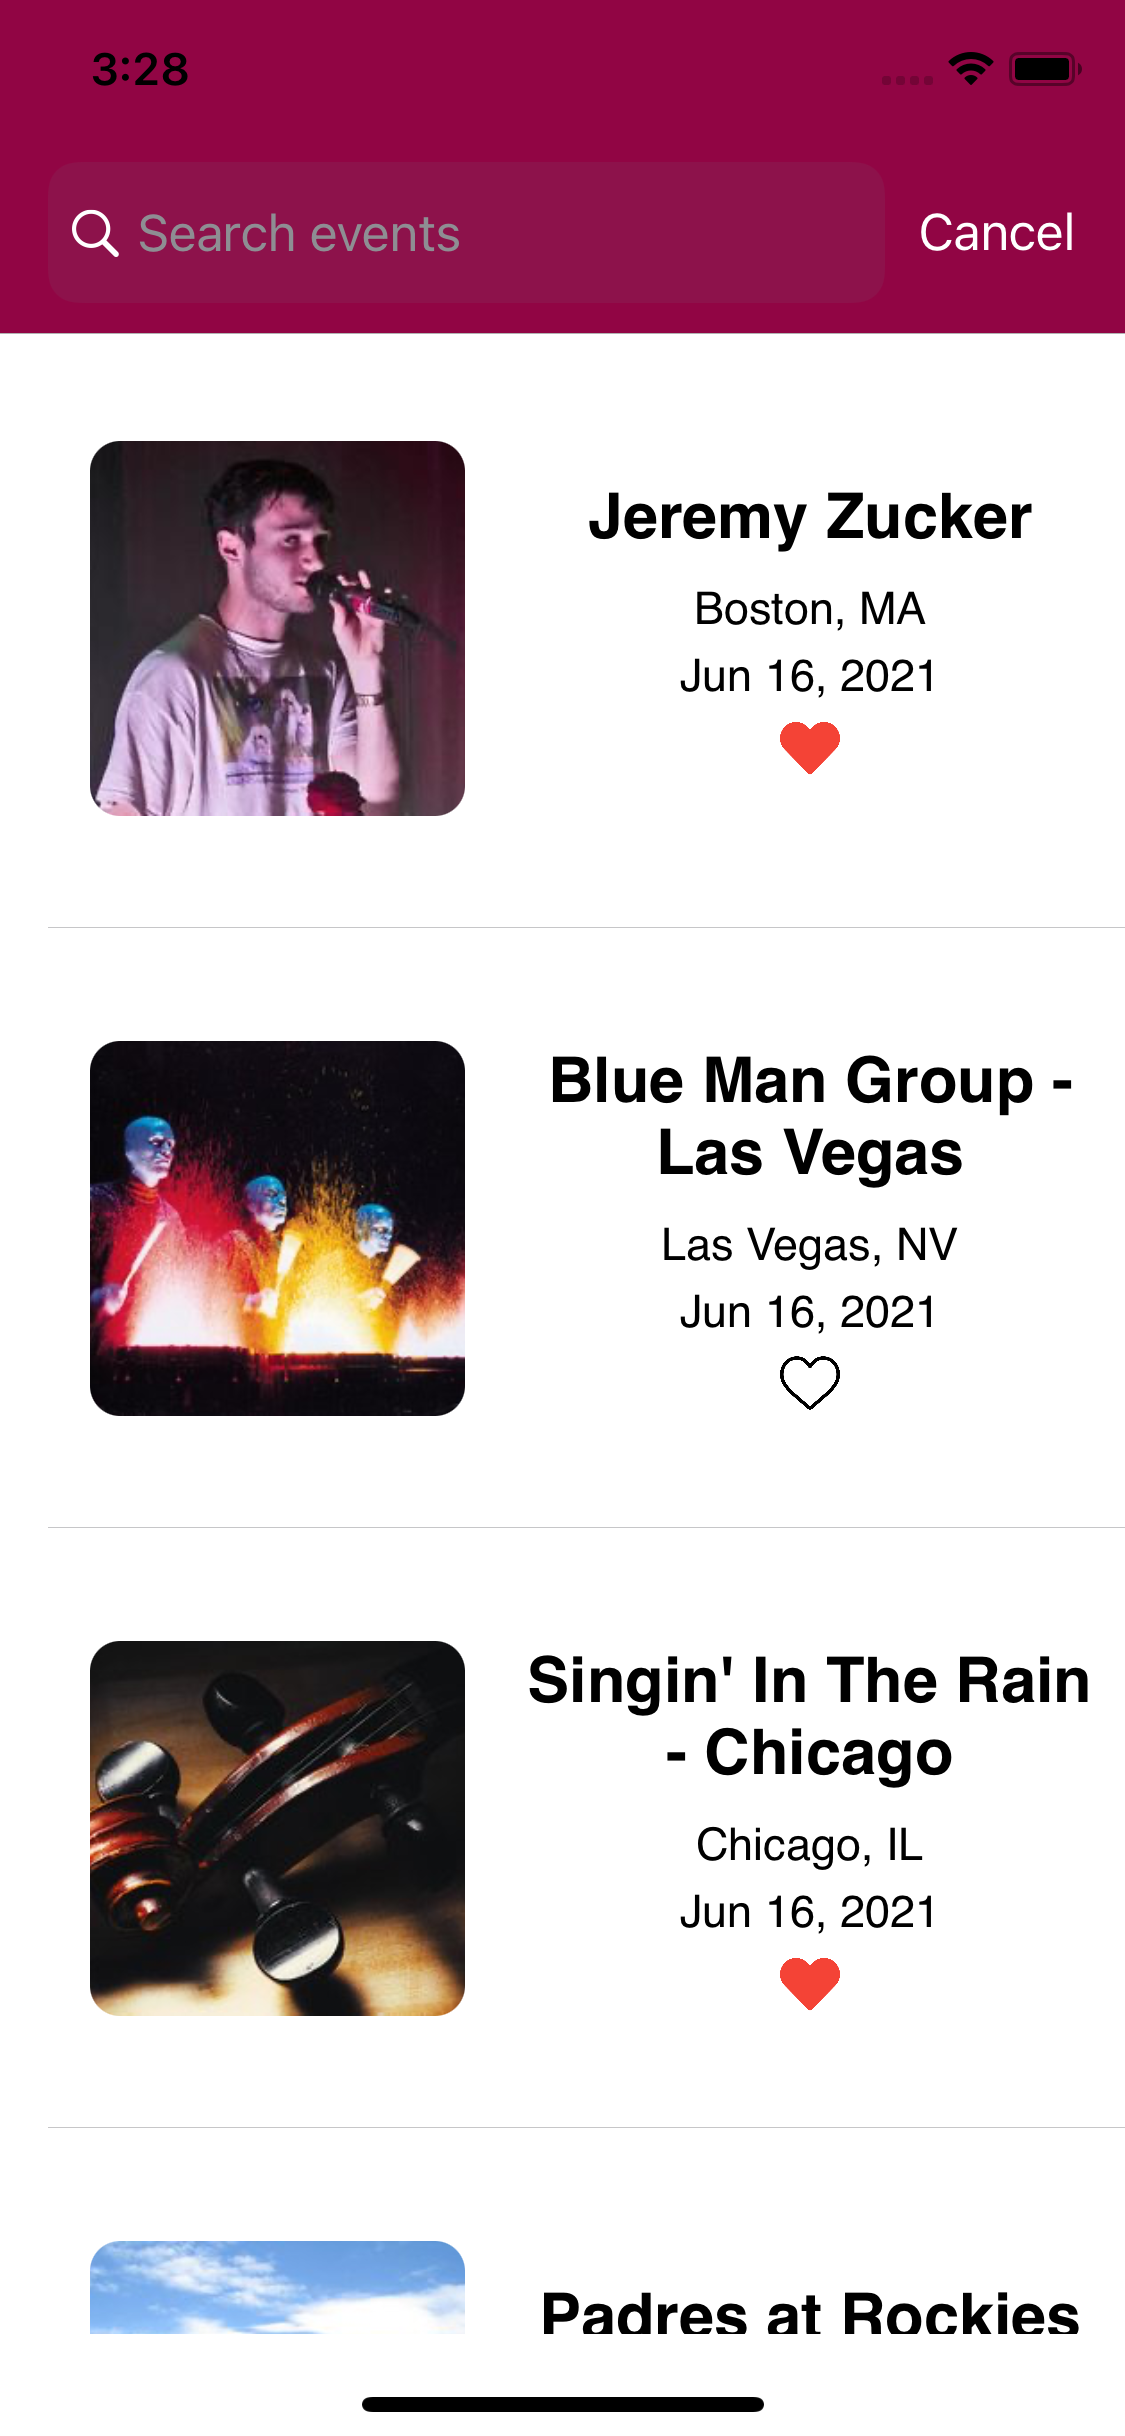 3:28
Search events
Cancel
Jeremy Zucker
Boston, MA
Jun 16, 2021
Blue Man Group -
Las Vegas
Las Vegas, NV
Jun 16, 2021
Singin' In The Rain
- Chicago
Chicago, IL
Jun 16, 2021
Padres at Rockies